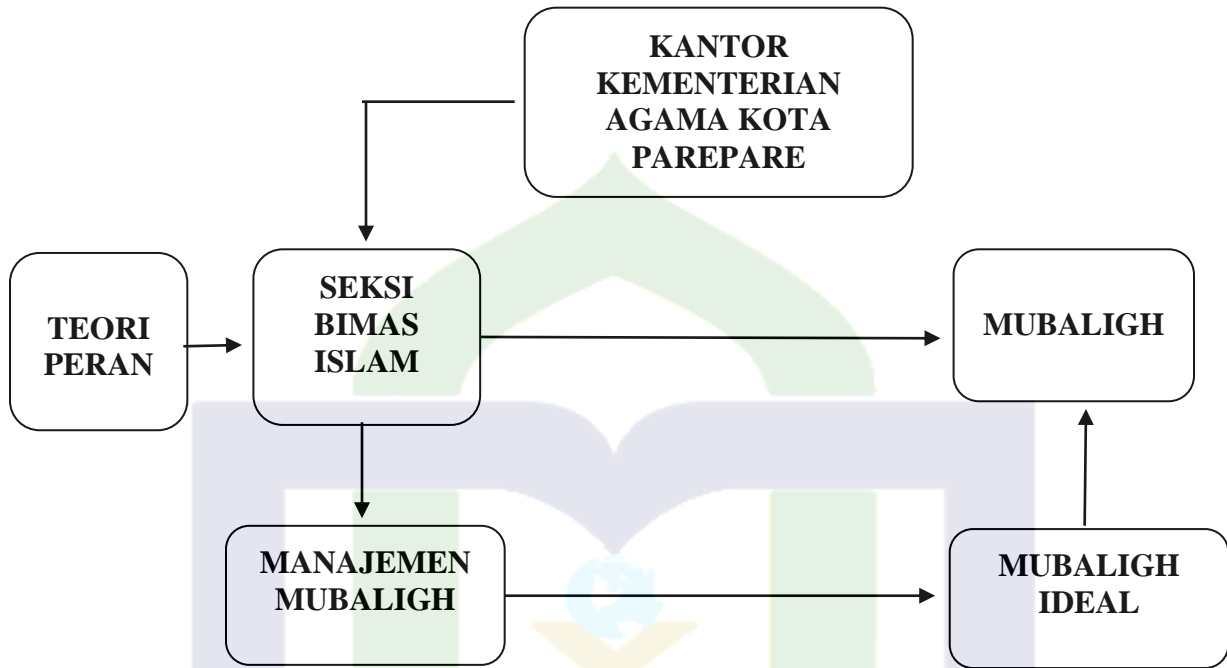 KANTOR
KEMENTERIAN
AGAMA KOTA
PAREPARE
TEORI
PERAN
SEKSI
BIMAS
ISLAM
MUBALIGH
MANAJEMEN
MUBALIGH
MUBALIGH
IDEAL